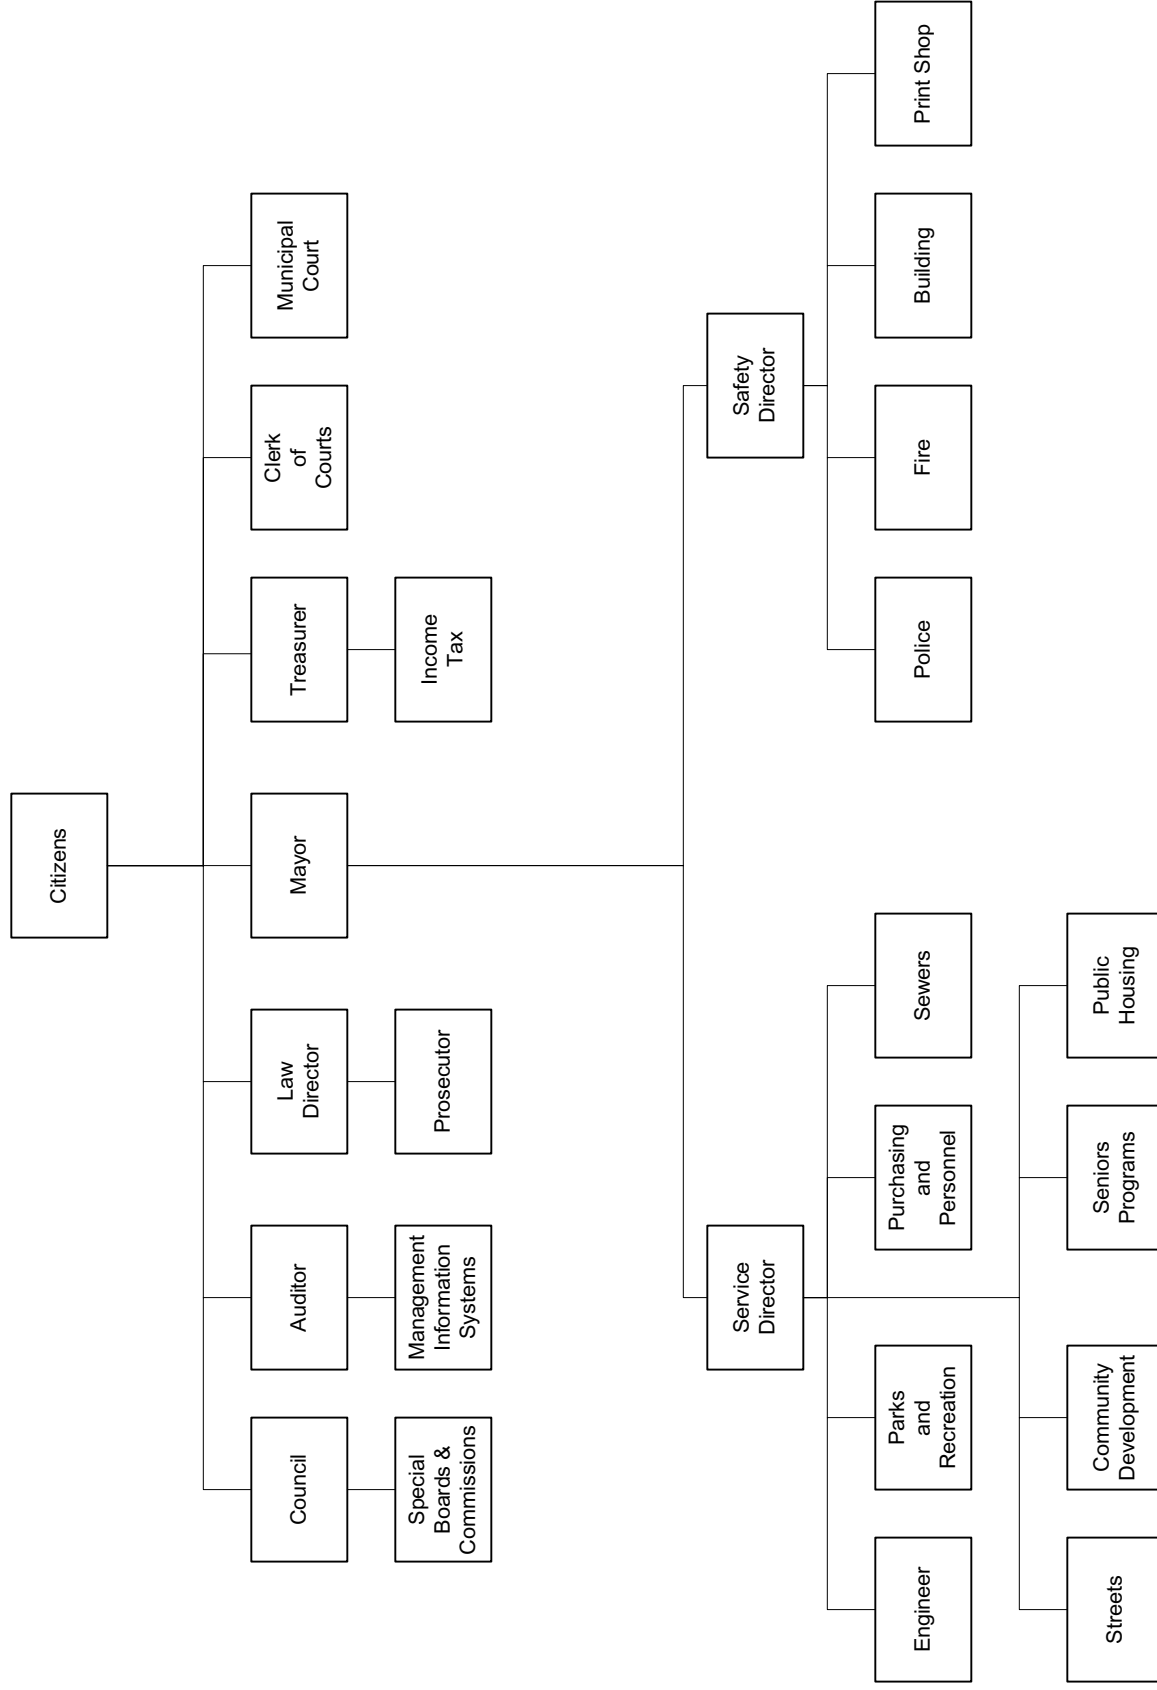 Citizens
Council
Auditor
Law
Director
Mayor
Treasurer
Clerk
of
Courts
Municipal
Court
Special
Boards &
Commissions
Management
Information
Systems
Prosecutor
Income
Tax
Service
Director
Safety
Director
Engineer
Parks
and
Recreation
Purchasing
and
Personnel
Sewers
Police
Fire
Building
Print Shop
Streets
Community
Development
Seniors
Programs
Public
Housing